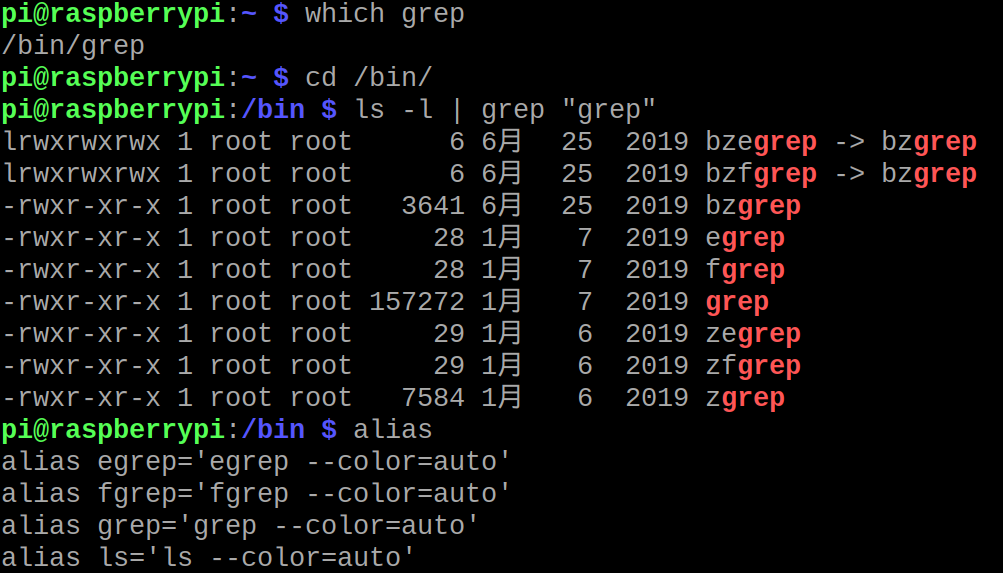 pi@raspberrypi:~ $ which grep
/bin/grep
pi@raspberrypi:~ $ cd /bin/
pi@raspberrypi:/bin $ ls -l | grep "grep"
lrwxrwxrwx 1 root root      6 6月   25  2019 bzegrep -> bzgrep
lrwxrwxrwx 1 root root      6 6月   25  2019 bzfgrep -> bzgrep
-rwxr-xr-x 1 root root   3641 6月   25  2019 bzgrep
-rwxr-xr-x 1 root root     28 1月    7  2019 egrep
-rwxr-xr-x 1 root root     28 1月    7  2019 fgrep
-rwxr-xr-x 1 root root 157272 1月    7  2019 grep
-rwxr-xr-x 1 root root     29 1月    6  2019 zegrep
-rwxr-xr-x 1 root root     29 1月    6  2019 zfgrep
-rwxr-xr-x 1 root root   7584 1月    6  2019 zgrep
pi@raspberrypi:/bin $ alias
alias egrep='egrep --color=auto'
alias fgrep='fgrep --color=auto'
alias grep='grep --color=auto'
alias ls='ls --color=auto'